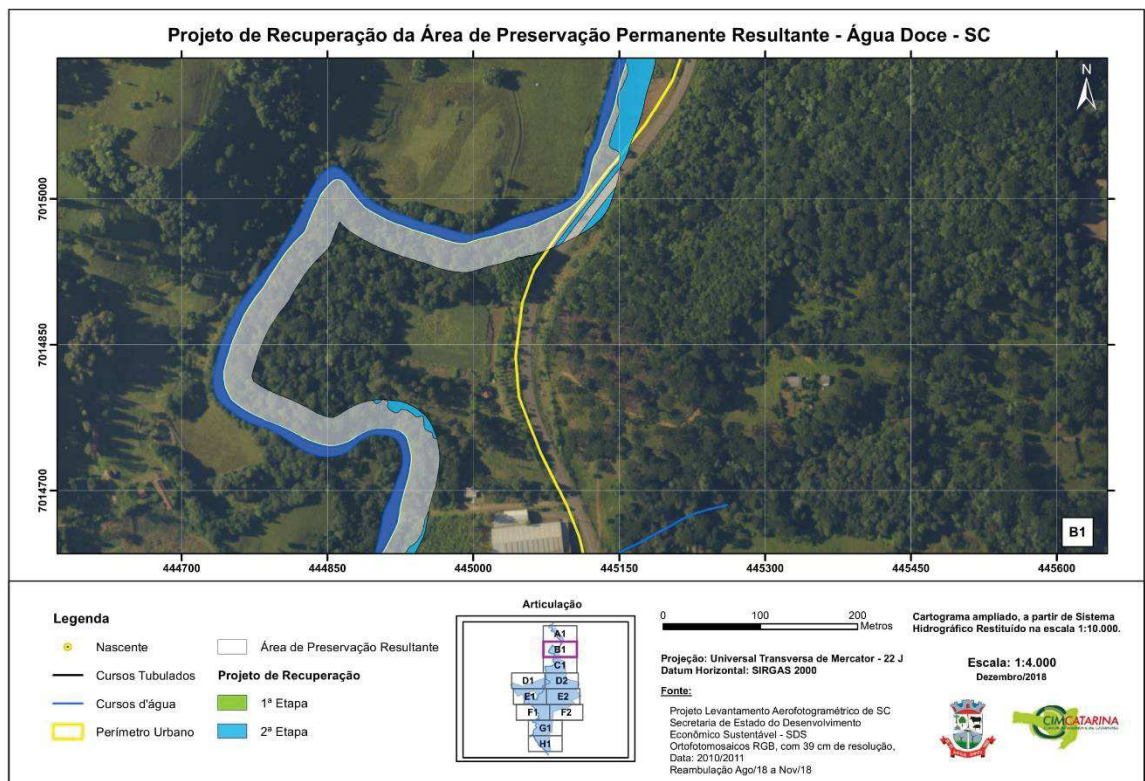 Projeto de Recuperação da Área de Preservação Permanente Resultante - Água Doce - SC
N
7015000
7014850
7014700
B1
444700
444850
445000
445150
445300
445450
445600
Legenda
Nascente
Cursos Tubulados
Cursos d'água
Perímetro Urbano
Área de Preservação Resultante
Projeto de Recuperação
1ª Etapa
2ª Etapa
Articulação
A1
B1
C1
D1
D2
E1
E2
F1
F2
G1
H1
0
100
200
Metros
Projeção: Universal Transversa de Mercator - 22 J
Datum Horizontal: SIRGAS 2000
Fonte:
Projeto Levantamento Aerofotogramétrico de SC
Secretaria de Estado do Desenvolvimento
Econômico Sustentável - SDS
Ortofotomosaicos RGB, com 39 cm de resolução,
Data: 2010/2011
Reambulação Ago/18 a Nov/18
Cartograma ampliado, a partir de Sistema
Hidrográfico Restituído na escala 1:10.000.
Escala: 1:4.000
Dezembro/2018
CIMCATARINA